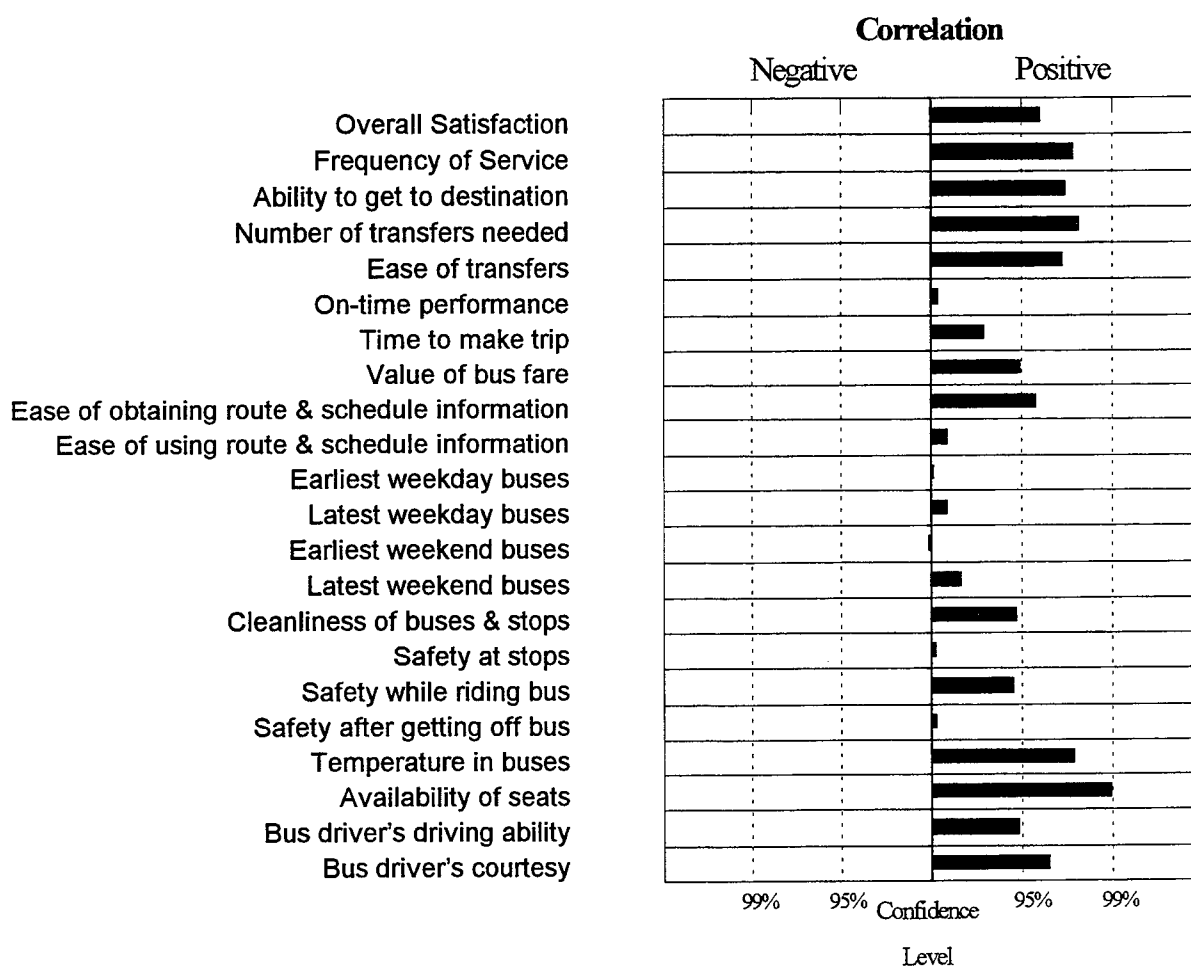 Correlation
Negative Positive
Overall Satisfaction
Frequency of Service
Ability to get to destination
Number of transfers needed
Ease of transfers
On-time performance
Time to make trip
Value of bus fare
Ease of obtaining route & schedule information
Ease of using route & schedule information
Earliest weekday buses
Latest weekday buses
Earliest weekend buses
Latest weekend buses
Cleanliness of buses & stops
Safety at stops
Safety while riding bus
Safety after getting off bus
Temperature in buses
Availability of seats
Bus driver's driving ability
Bus driver's courtesy
99% 95% Confidence 95% 99%
Level